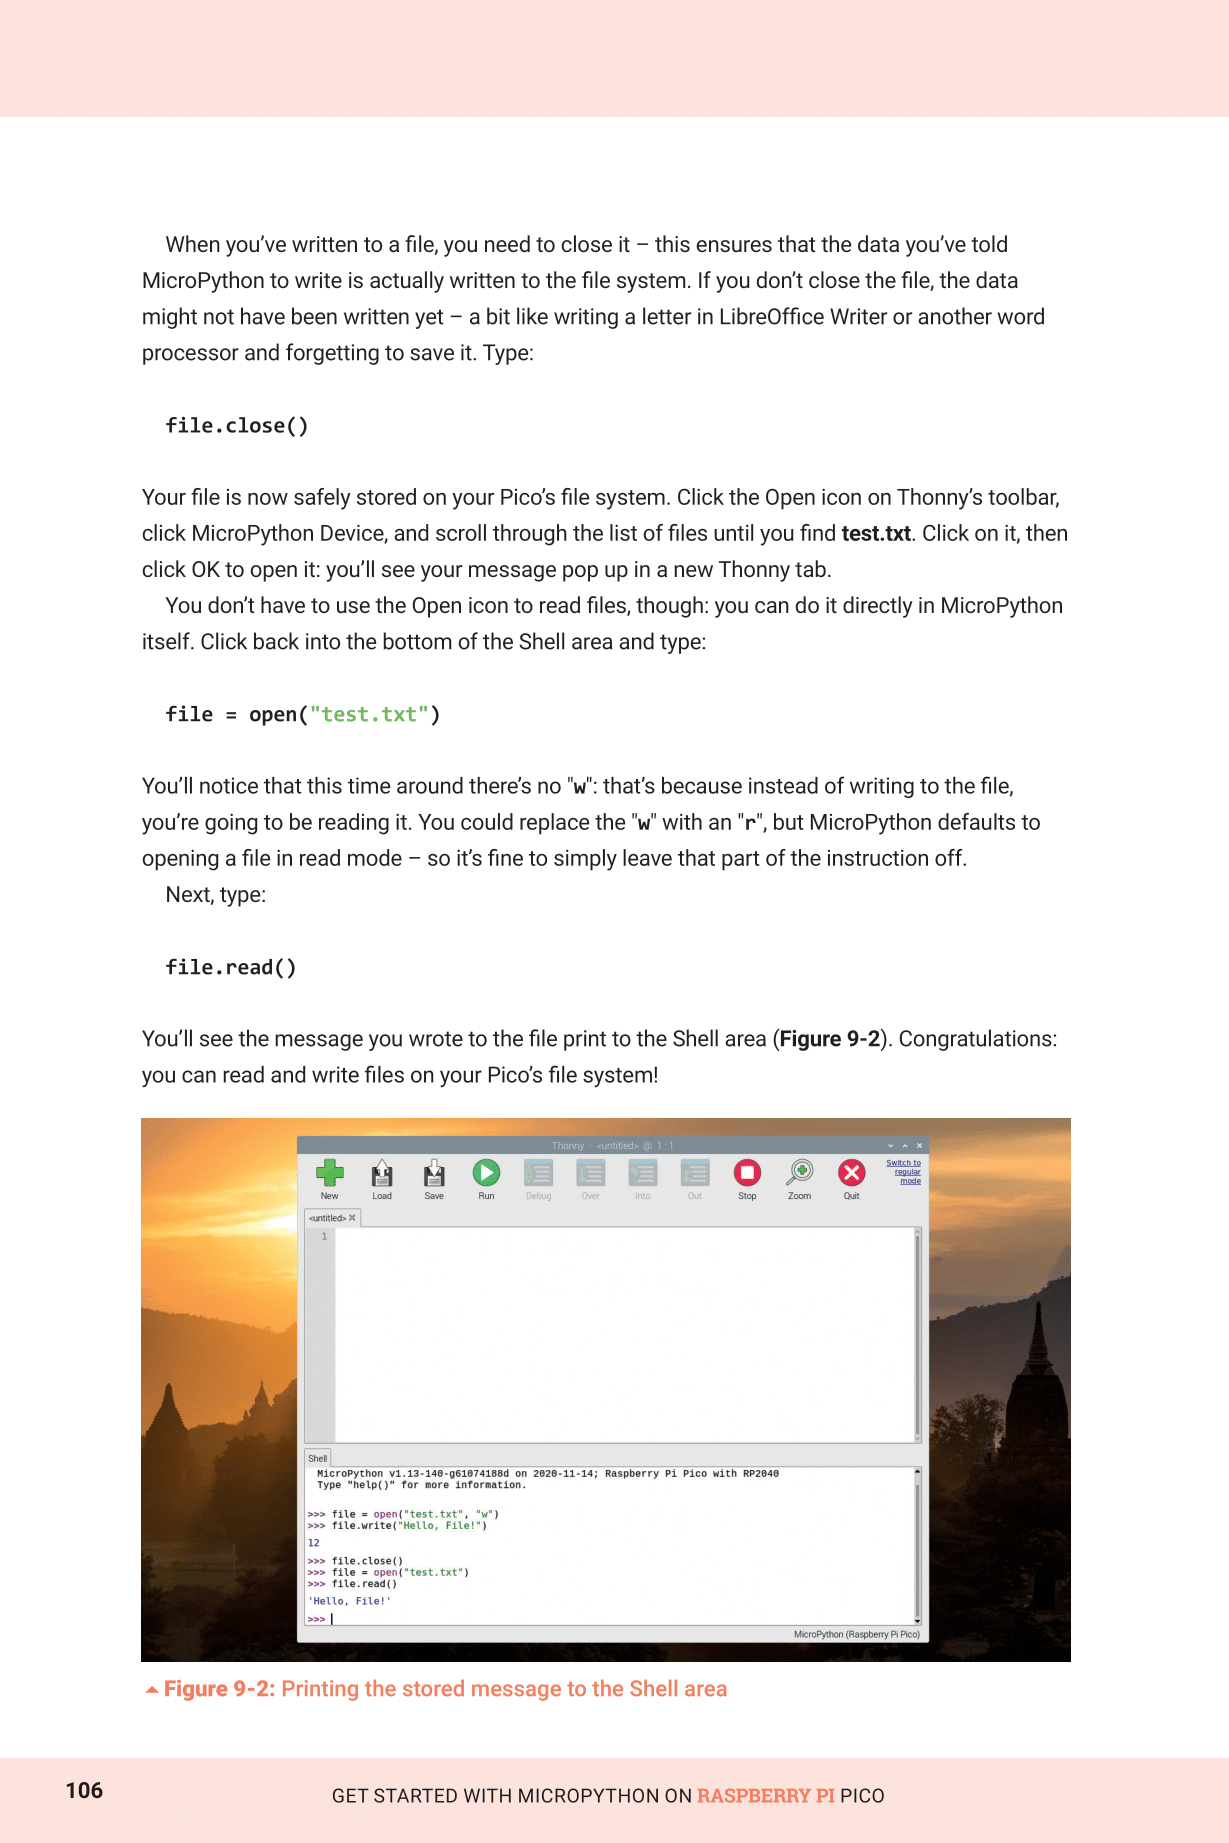 When you’ve written to a file, you need to close it – this ensures that the data you’ve told
MicroPython to write is actually written to the file system. If you don’t close the file, the data
might not have been written yet – a bit like writing a letter in LibreOffice Writer or another word
processor and forgetting to save it. Type:
file.close()
Your file is now safely stored on your Pico’s file system. Click the Open icon on Thonny’s toolbar,
click MicroPython Device, and scroll through the list of files until you find test.txt. Click on it, then
click OK to open it: you’ll see your message pop up in a new Thonny tab.
You don’t have to use the Open icon to read files, though: you can do it directly in MicroPython
itself. Click back into the bottom of the Shell area and type:
file = open("test.txt")
You’ll notice that this time around there’s no "w": that’s because instead of writing to the file,
you’re going to be reading it. You could replace the "w" with an "r", but MicroPython defaults to
opening a file in read mode – so it’s fine to simply leave that part of the instruction off.
Next, type:
file.read()
You’ll see the message you wrote to the file print to the Shell area (Figure 9-2). Congratulations:
you can read and write files on your Pico’s file system!
Thonny - <untitled> @ 1 : 1
New Load Save Run Debug Over Into Out Stop Zoom Quit
Switch to
regular
mode
<untitled>
1
Shell
MicroPython v1.13-140-g61074188d on 2020-11-14; Raspberry Pi Pico with RP2040
Type "help()" for more information.
>>> file = open("test.txt", "w")
>>> file.write("Hello, File!")
12
>>> file.close()
>>> file = open("test.txt")
>>> file.read()
'Hello, File!'
>>>
MicroPython (Raspberry Pi Pico)
Figure 9-2: Printing the stored message to the Shell area
106
GET STARTED WITH MICROPYTHON ON RASPBERRY PI PICO